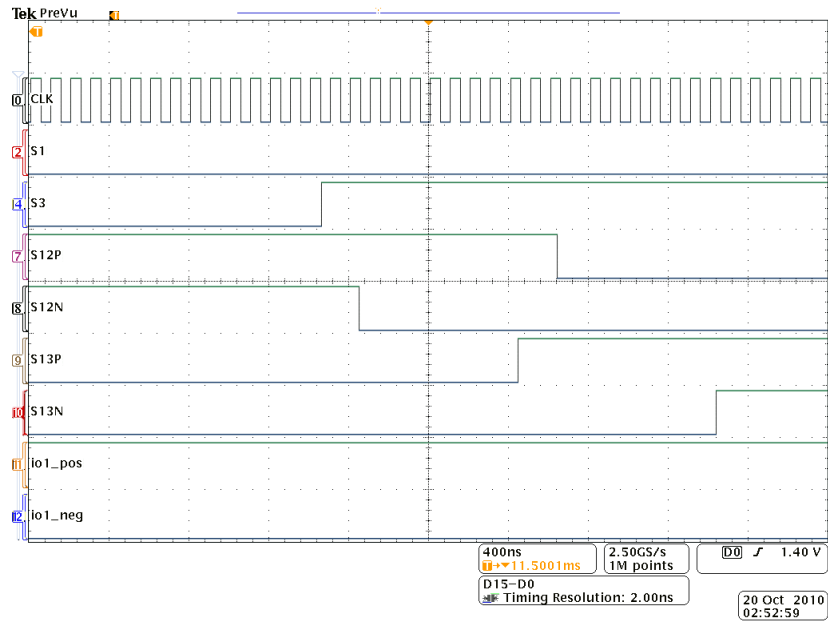 Tek PreVu
T
T
0 CLK
2 S1
4 S3
7 S12P
8 S12N
9 S13P
10 S13N
11 io1_pos
12 io1_neg
400ns
T→▼11.5001ms
2.50GS/s
1M points
D0 1.40 V
D15-D0
Timing Resolution: 2.00ns
20 Oct 2010
02:52:59